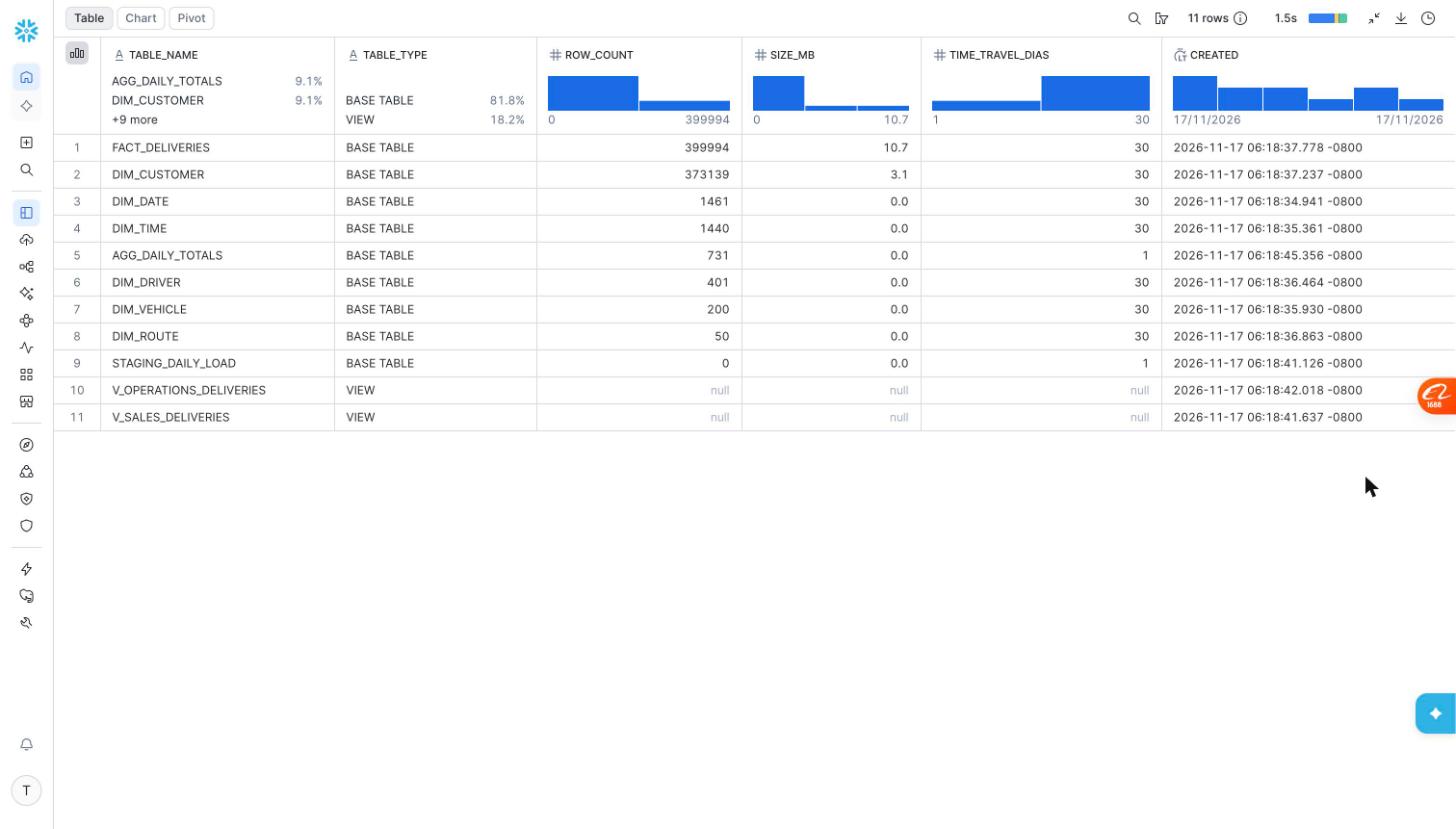 Table Chart Pivot 11 rows 1.5s
TABLE_NAME TABLE_TYPE ROW_COUNT SIZE_MB TIME_TRAVEL_DIAS CREATED
AGG_DAILY_TOTALS 9.1%
DIM_CUSTOMER 9.1% BASE TABLE 81.8%
+9 more VIEW 18.2% 0 399994 0 10.7 1 30 17/11/2026 17/11/2026
1 FACT_DELIVERIES BASE TABLE 399994 10.7 30 2026-11-17 06:18:37.778 -0800
2 DIM_CUSTOMER BASE TABLE 373139 3.1 30 2026-11-17 06:18:37.237 -0800
3 DIM_DATE BASE TABLE 1461 0.0 30 2026-11-17 06:18:34.941 -0800
4 DIM_TIME BASE TABLE 1440 0.0 30 2026-11-17 06:18:35.361 -0800
5 AGG_DAILY_TOTALS BASE TABLE 731 0.0 1 2026-11-17 06:18:45.356 -0800
6 DIM_DRIVER BASE TABLE 401 0.0 30 2026-11-17 06:18:36.464 -0800
7 DIM_VEHICLE BASE TABLE 200 0.0 30 2026-11-17 06:18:35.930 -0800
8 DIM_ROUTE BASE TABLE 50 0.0 30 2026-11-17 06:18:36.863 -0800
9 STAGING_DAILY_LOAD BASE TABLE 0 0.0 1 2026-11-17 06:18:41.126 -0800
10 V_OPERATIONS_DELIVERIES VIEW null null null 2026-11-17 06:18:42.018 -0800
11 V_SALES_DELIVERIES VIEW null null null 2026-11-17 06:18:41.637 -0800
1688
T